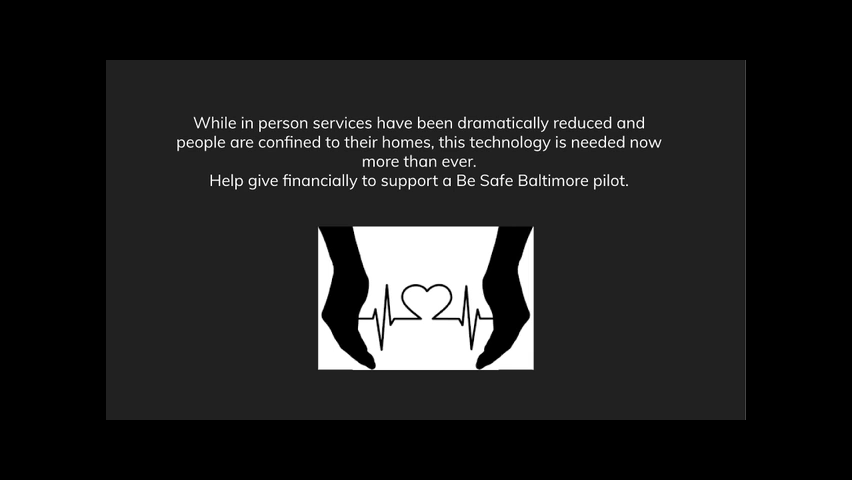 While in person services have been dramatically reduced and
people are confined to their homes, this technology is needed now
more than ever.
Help give financially to support a Be Safe Baltimore pilot.